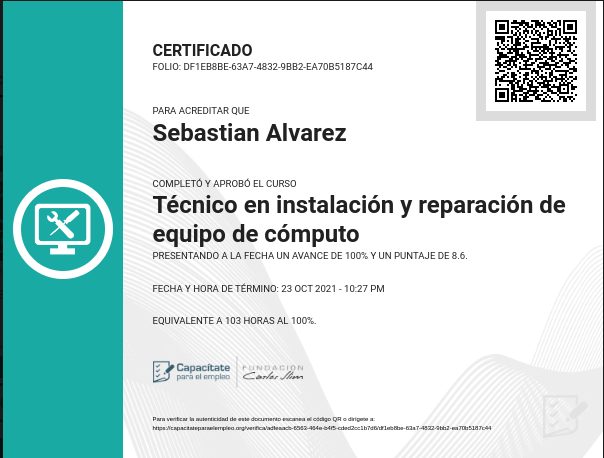 CERTIFICADO
FOLIO: DF1EB8BE-63A7-4832-9BB2-EA70B5187C44
PARA ACREDITAR QUE
Sebastian Alvarez
COMPLETÓ Y APROBÓ EL CURSO
Técnico en instalación y reparación de
equipo de cómputo
PRESENTANDO A LA FECHA UN AVANCE DE 100% Y UN PUNTAJE DE 8.6.
FECHA Y HORA DE TÉRMINO: 23 OCT 2021 - 10:27 PM
EQUIVALENTE A 103 HORAS AL 100%.
Capacítate
para el empleo
FUNDACIÓN
Carlos Slim
Para verificar la autenticidad de este documento escanea el código QR o dirígete a:
https://capacitateparaelempleo.org/verifica/adfeaacb-6563-464e-b4f5-cded2cc1b7d6/df1eb8be-63a7-4832-9bb2-ea70b5187c44